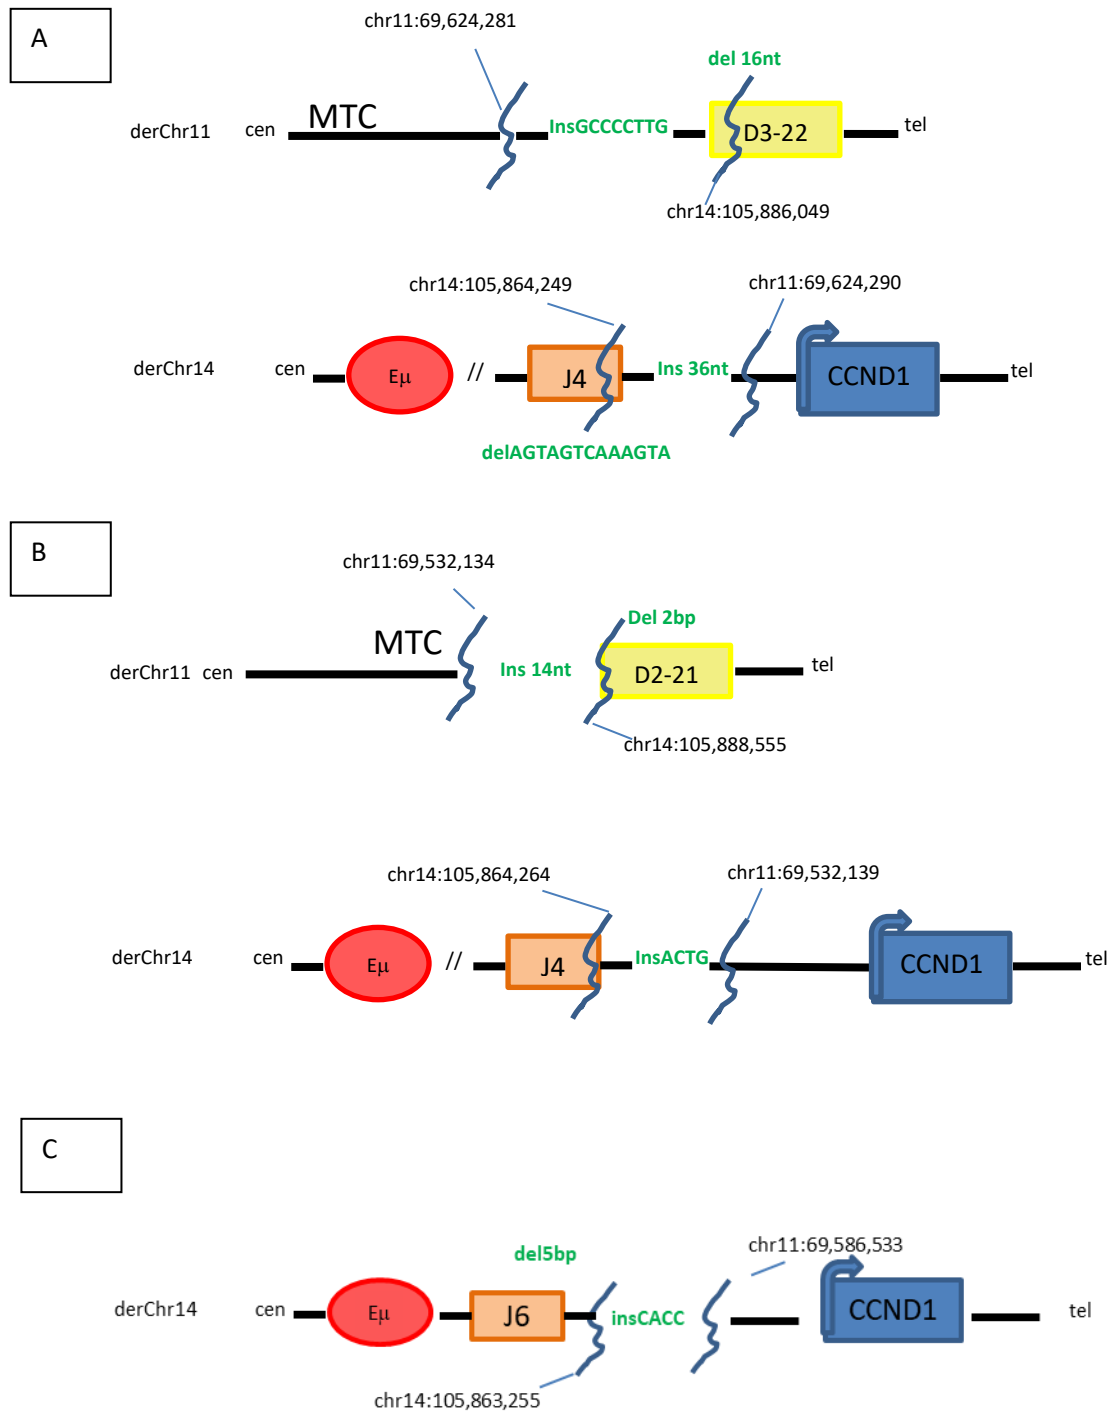 A
chr11:69,624,281
del 16nt
derChr11 cen MTC InsGCCCCTTG D3-22 tel
chr14:105,886,049
chr14:105,864,249 chr11:69,624,290
derChr14 cen Eμ // J4 Ins 36nt CCND1 tel
delAGTAGTCAAAGTA
B
chr11:69,532,134
Del 2bp
derChr11 cen MTC Ins 14nt D2-21 tel
chr14:105,888,555
chr14:105,864,264 chr11:69,532,139
derChr14 cen Eμ // J4 InsACTG CCND1 tel
C
del5bp chr11:69,586,533
derChr14 cen Eμ J6 insCACC CCND1 tel
chr14:105,863,255